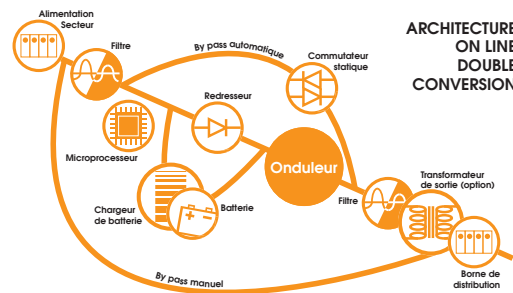 Alimentation
Secteur
Filtre
By pass automatique
Commutateur
statique
ARCHITECTURE
ON LINE
DOUBLE
CONVERSION
Redresseur
Microprocesseur
Onduleur
Chargeur
de batterie
Batterie
Filtre
Transformateur
de sortie (option)
By pass manuel
Borne de
distribution